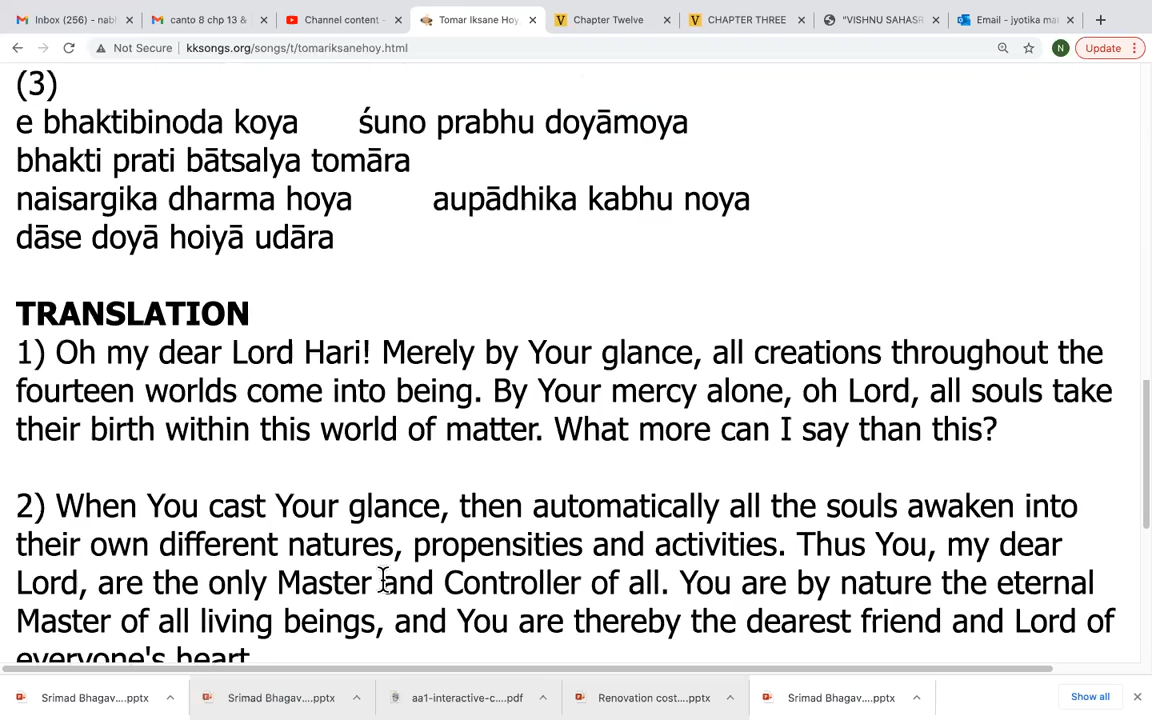 Inbox (256) - nab
canto 8 chp 13 &
Channel content -
Tomar Iksane Hoy
Chapter Twelve
CHAPTER THREE
"VISHNU SAHASR
Email - jyotika ma
Not Secure
kksongs.org/songs/t/tomariksanehoy.html
N
Update
(3)
e bhaktibinoda koya śuno prabhu doyāmoya
bhakti prati bātsalya tomāra
naisargika dharma hoya aupādhika kabhu noya
dāse doyā hoiyā udāra
TRANSLATION
1) Oh my dear Lord Hari! Merely by Your glance, all creations throughout the
fourteen worlds come into being. By Your mercy alone, oh Lord, all souls take
their birth within this world of matter. What more can I say than this?
2) When You cast Your glance, then automatically all the souls awaken into
their own different natures, propensities and activities. Thus You, my dear
Lord, are the only Master and Controller of all. You are by nature the eternal
Master of all living beings, and You are thereby the dearest friend and Lord of
everyone's heart.
Srimad Bhagav....pptx
Srimad Bhagav....pptx
aa1-interactive-c....pdf
Renovation cost....pptx
Srimad Bhagav....pptx
Show all